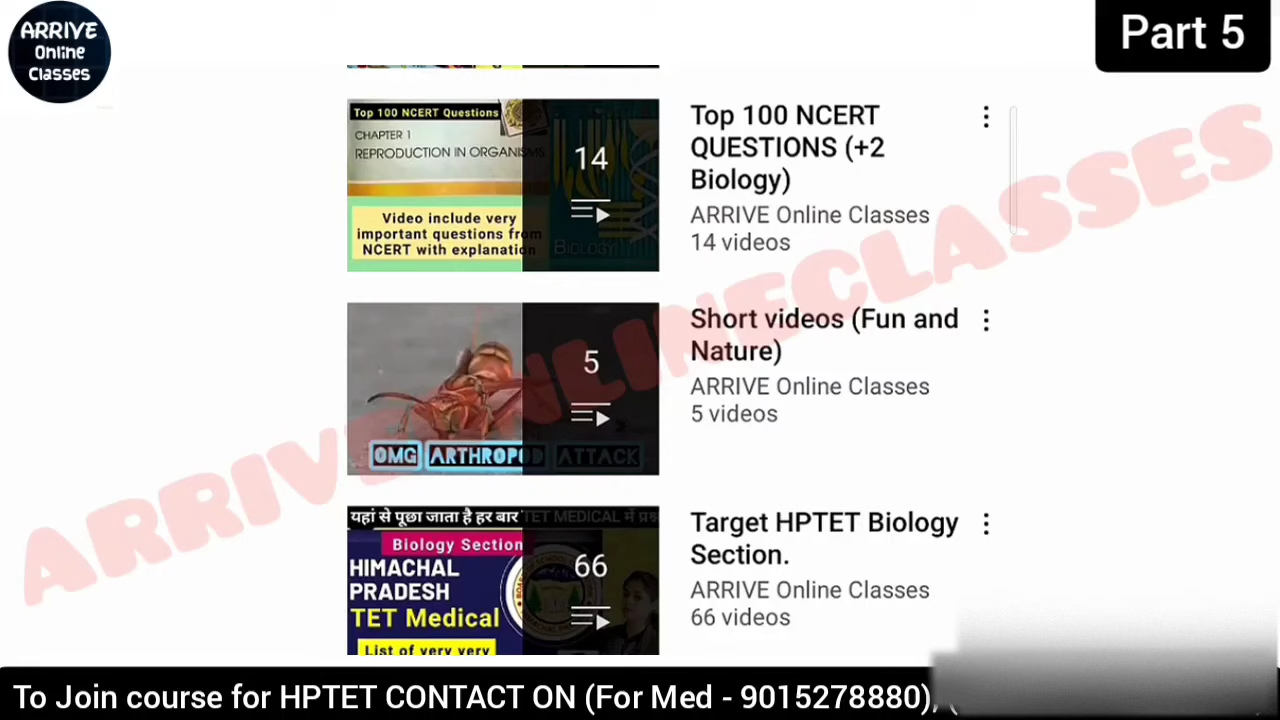 ARRIVE
Online
Classes
Part 5
Top 100 NCERT Questions
CHAPTER 1
REPRODUCTION IN ORGANISMS
14
Video include very
important questions from
NCERT with explanation
BIOLOGY
Top 100 NCERT
QUESTIONS (+2
Biology)
ARRIVE Online Classes
14 videos
ARRIVE ONLINECLASSES
5
OMG ARTHROPOD ATTACK
Short videos (Fun and
Nature)
ARRIVE Online Classes
5 videos
यहां से पूछा जाता है हर बार TET MEDICAL में
Biology Section
HIMACHAL
PRADESH
TET Medical
List of very very
66
Target HPTET Biology
Section.
ARRIVE Online Classes
66 videos
To Join course for HPTET CONTACT ON (For Med - 9015278880), (